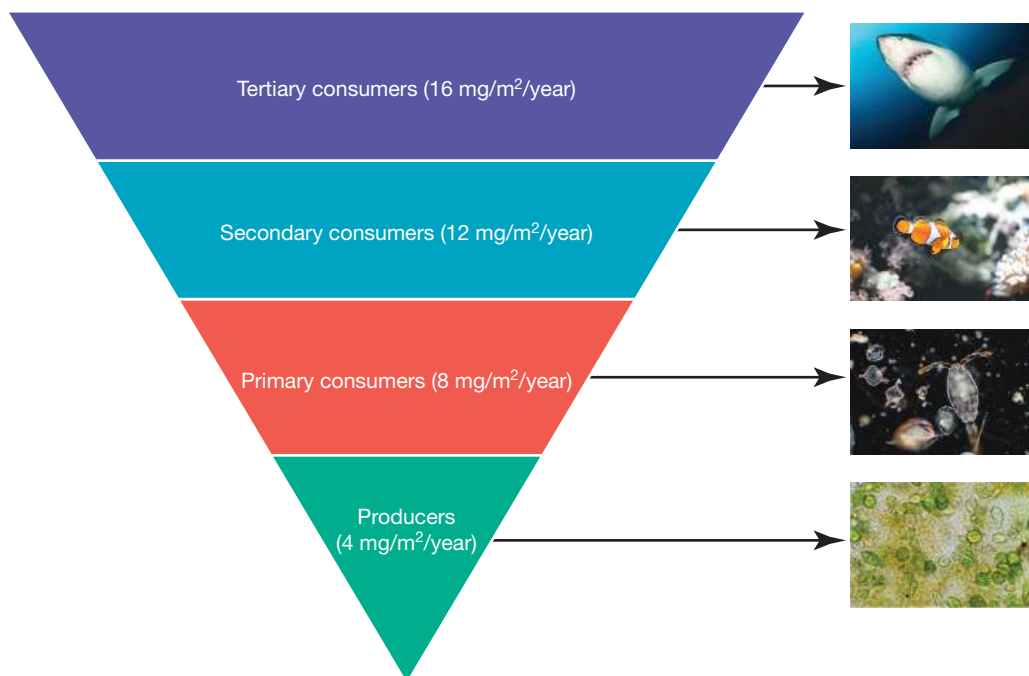 Tertiary consumers (16 mg/m²/year)
Secondary consumers (12 mg/m²/year)
Primary consumers (8 mg/m²/year)
Producers
(4 mg/m²/year)